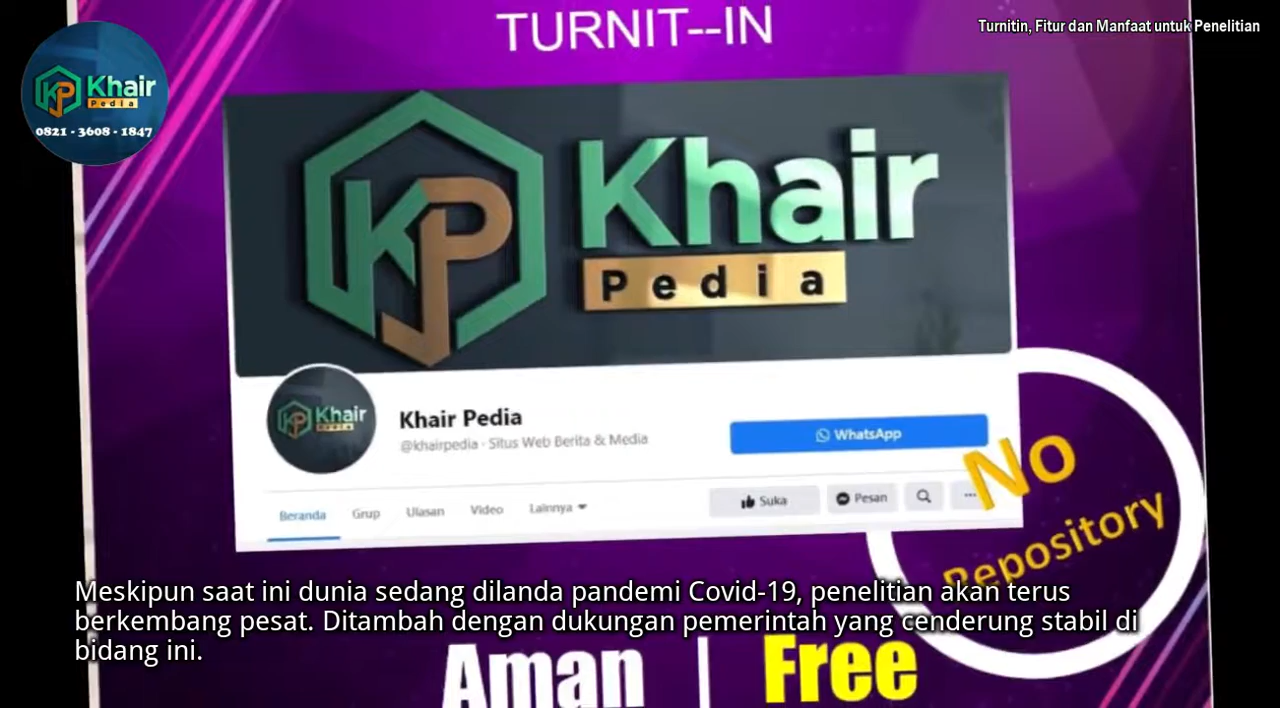 TURNIT--IN
Turnitin, Fitur dan Manfaat untuk Penelitian
KP Khair
Pedia
0821 - 3608 - 1847
KP Khair
Pedia
KP Khair
Khair Pedia
@khairpedia · Situs Web Berita & Media
WhatsApp
Beranda Grup Ulasan Video Lainnya
Suka Pesan ...
No
Repository
Meskipun saat ini dunia sedang dilanda pandemi Covid-19, penelitian akan terus
berkembang pesat. Ditambah dengan dukungan pemerintah yang cenderung stabil di
bidang ini.
Aman | Free